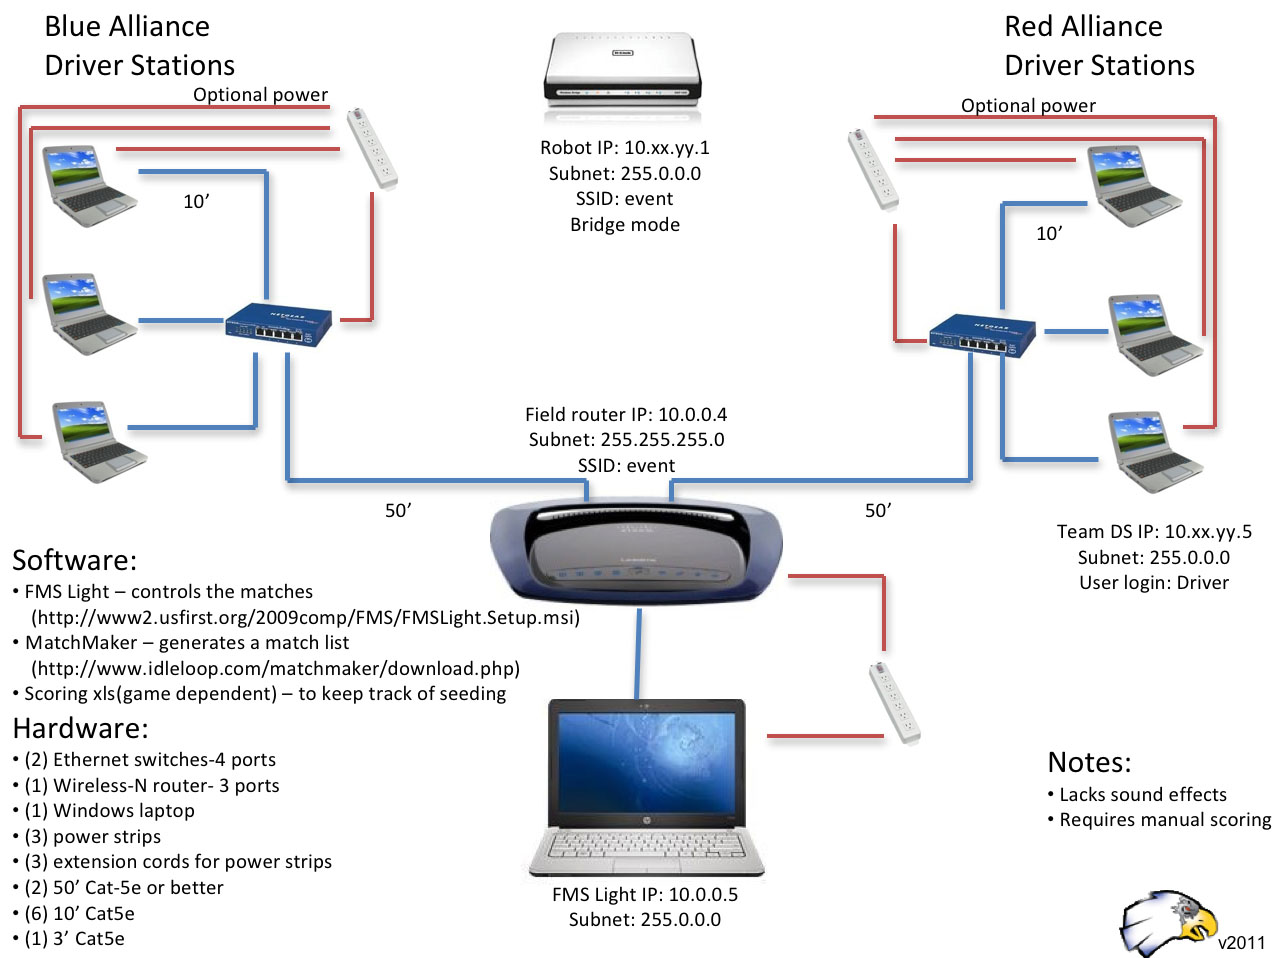 Blue Alliance
Driver Stations
Optional power
10’
D-Link
Robot IP: 10.xx.yy.1
Subnet: 255.0.0.0
SSID: event
Bridge mode
Red Alliance
Driver Stations
Optional power
10’
NETGEAR
NETGEAR
Field router IP: 10.0.0.4
Subnet: 255.255.255.0
SSID: event
50’
50’
Team DS IP: 10.xx.yy.5
Subnet: 255.0.0.0
User login: Driver
Software:
• FMS Light – controls the matches
(http://www2.usfirst.org/2009comp/FMS/FMSLight.Setup.msi)
• MatchMaker – generates a match list
(http://www.idleloop.com/matchmaker/download.php)
• Scoring xls(game dependent) – to keep track of seeding
Hardware:
• (2) Ethernet switches-4 ports
• (1) Wireless-N router- 3 ports
• (1) Windows laptop
• (3) power strips
• (3) extension cords for power strips
• (2) 50’ Cat-5e or better
• (6) 10’ Cat5e
• (1) 3’ Cat5e
FMS Light IP: 10.0.0.5
Subnet: 255.0.0.0
Notes:
• Lacks sound effects
• Requires manual scoring
v2011